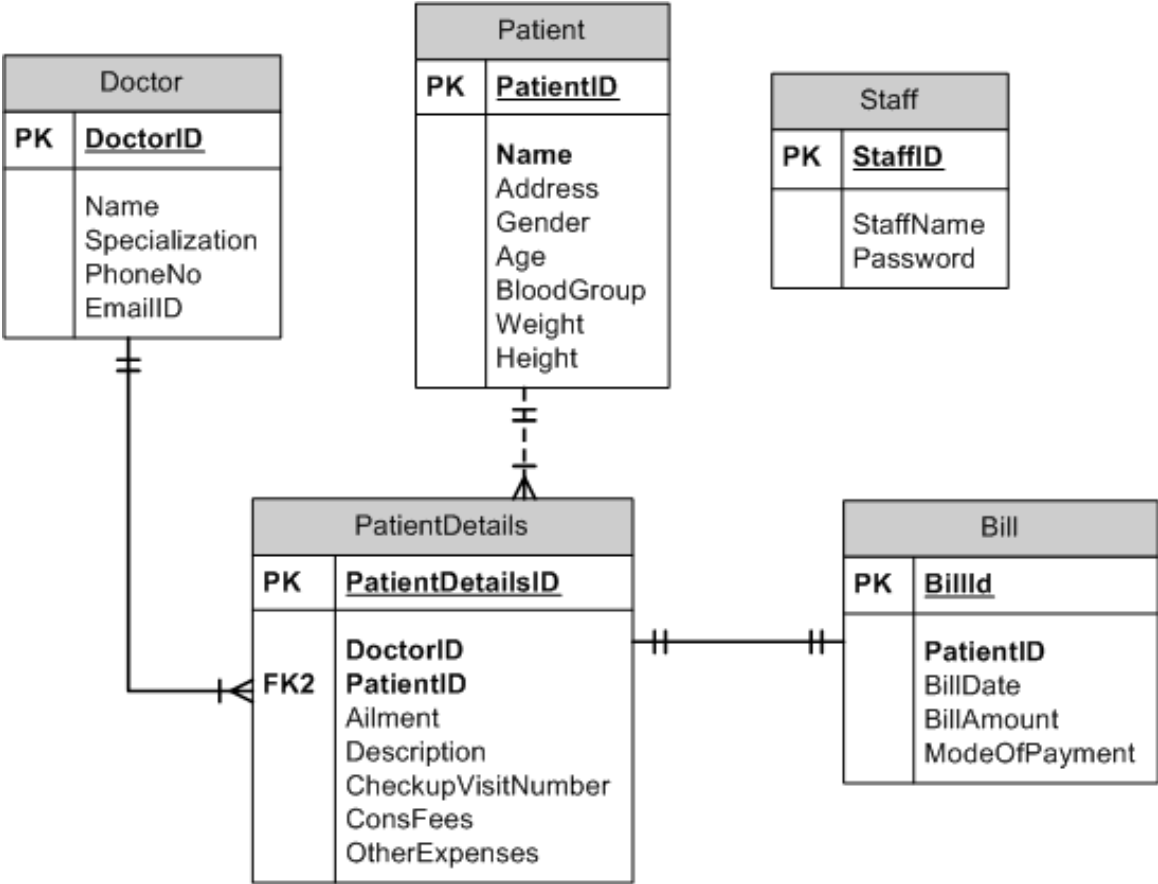 Doctor
PK DoctorID
Name
Specialization
PhoneNo
EmailID
Patient
PK PatientID
Name
Address
Gender
Age
BloodGroup
Weight
Height
Staff
PK StaffID
StaffName
Password
PatientDetails
PK PatientDetailsID
DoctorID
FK2 PatientID
Ailment
Description
CheckupVisitNumber
ConsFees
OtherExpenses
Bill
PK BillId
PatientID
BillDate
BillAmount
ModeOfPayment